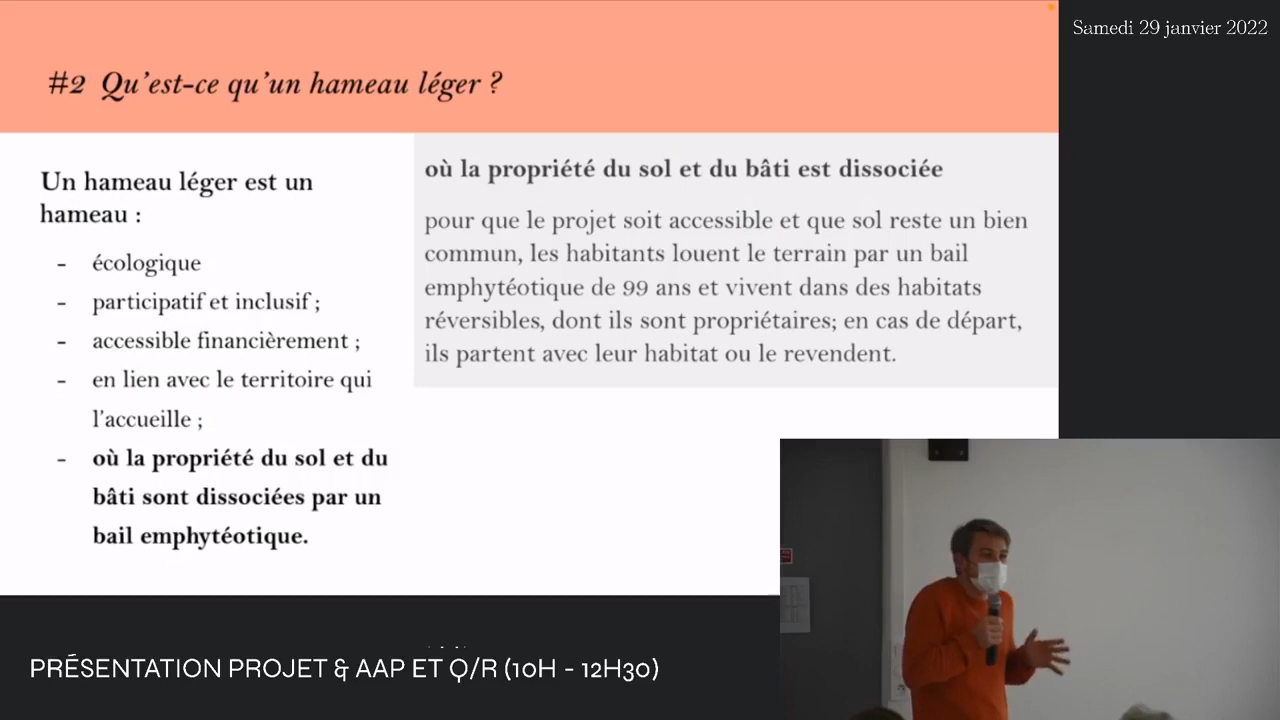 Samedi 29 janvier 2022
#2 Qu'est-ce qu'un hameau léger ?
Un hameau léger est un
hameau :
- écologique
- participatif et inclusif ;
- accessible financièrement ;
- en lien avec le territoire qui
l'accueille ;
- où la propriété du sol et du
bâti sont dissociées par un
bail emphytéotique.
où la propriété du sol et du bâti est dissociée
pour que le projet soit accessible et que sol reste un bien
commun, les habitants louent le terrain par un bail
emphytéotique de 99 ans et vivent dans des habitats
réversibles, dont ils sont propriétaires; en cas de départ,
ils partent avec leur habitat ou le revendent.
PRÉSENTATION PROJET & AAP ET Q/R (10H - 12H30)